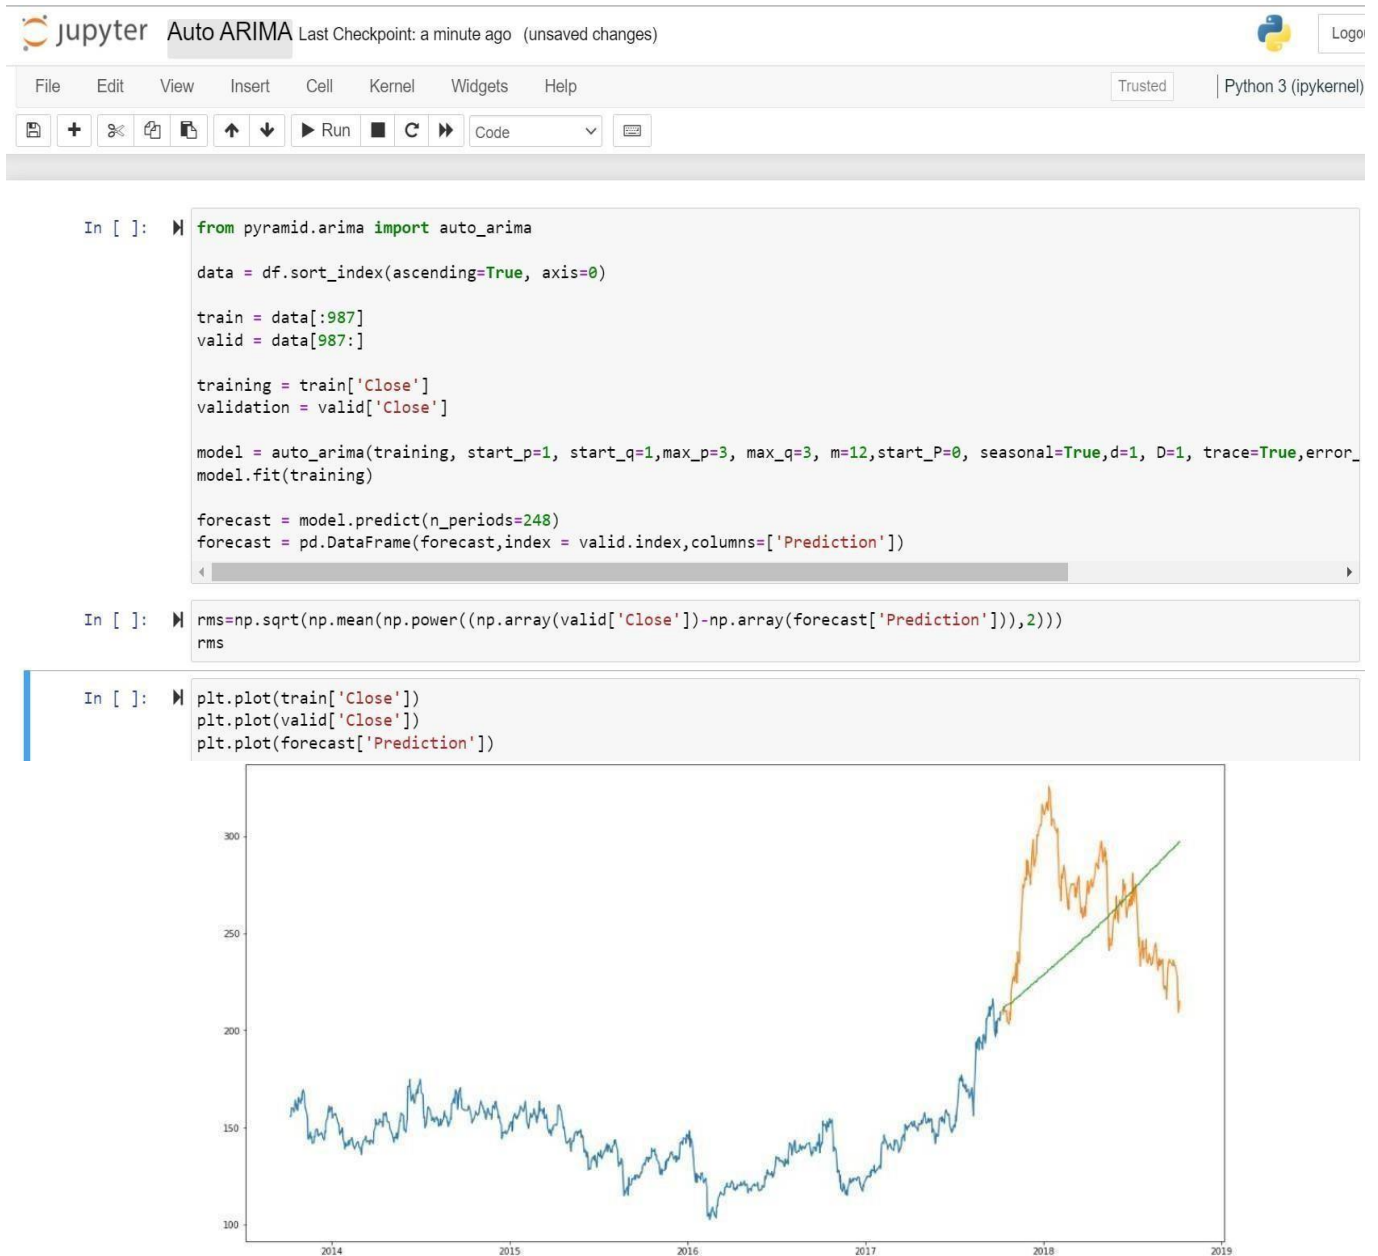 jupyter Auto ARIMA Last Checkpoint: a minute ago (unsaved changes)
Logou
File Edit View Insert Cell Kernel Widgets Help Trusted Python 3 (ipykernel)
Run Code
In [ ]: from pyramid.arima import auto_arima
data = df.sort_index(ascending=True, axis=0)
train = data[:987]
valid = data[987:]
training = train['Close']
validation = valid['Close']
model = auto_arima(training, start_p=1, start_q=1,max_p=3, max_q=3, m=12,start_P=0, seasonal=True,d=1, D=1, trace=True,error_
model.fit(training)
forecast = model.predict(n_periods=248)
forecast = pd.DataFrame(forecast,index = valid.index,columns=['Prediction'])
In [ ]: rms=np.sqrt(np.mean(np.power((np.array(valid['Close'])-np.array(forecast['Prediction'])),2)))
rms
In [ ]: plt.plot(train['Close'])
plt.plot(valid['Close'])
plt.plot(forecast['Prediction'])
300
250
200
150
100
2014 2015 2016 2017 2018 2019